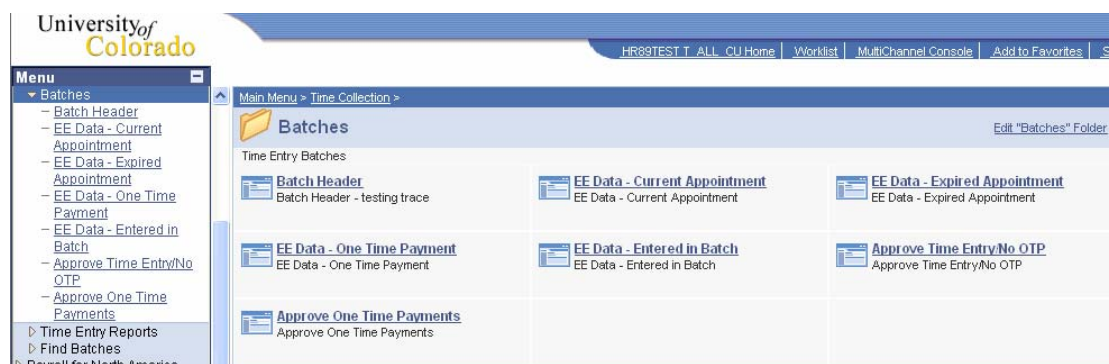 University of
Colorado
HR89TEST T ALL CU Home | Worklist | MultiChannel Console | Add to Favorites |
Menu
Batches
Batch Header
EE Data - Current
Appointment
EE Data - Expired
Appointment
EE Data - One Time
Payment
EE Data - Entered in
Batch
Approve Time Entry/No
OTP
Approve One Time
Payments
Time Entry Reports
Find Batches
Payroll for North America
Main Menu > Time Collection >
Batches
Edit "Batches" Folder
Time Entry Batches
Batch Header
Batch Header - testing trace
EE Data - Current Appointment
EE Data - Current Appointment
EE Data - Expired Appointment
EE Data - Expired Appointment
EE Data - One Time Payment
EE Data - One Time Payment
EE Data - Entered in Batch
EE Data - Entered in Batch
Approve Time Entry/No OTP
Approve Time Entry/No OTP
Approve One Time Payments
Approve One Time Payments